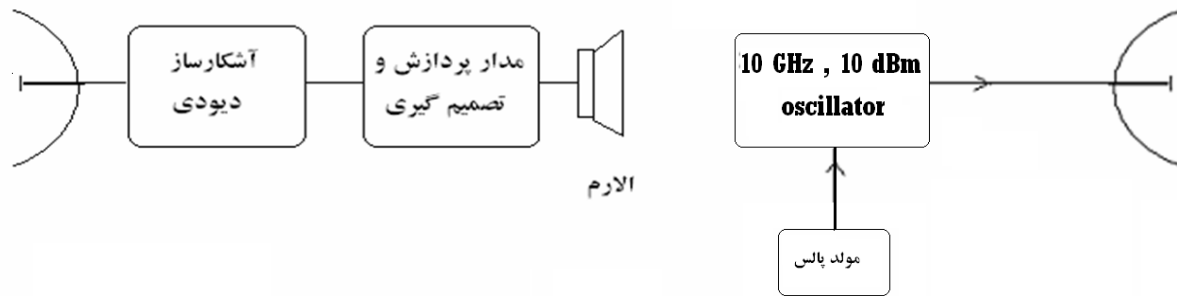 آشکارساز
دیودی
مدار پردازش و
تصمیم گیری
الارم
10 GHz , 10 dBm
oscillator
مولد پالس